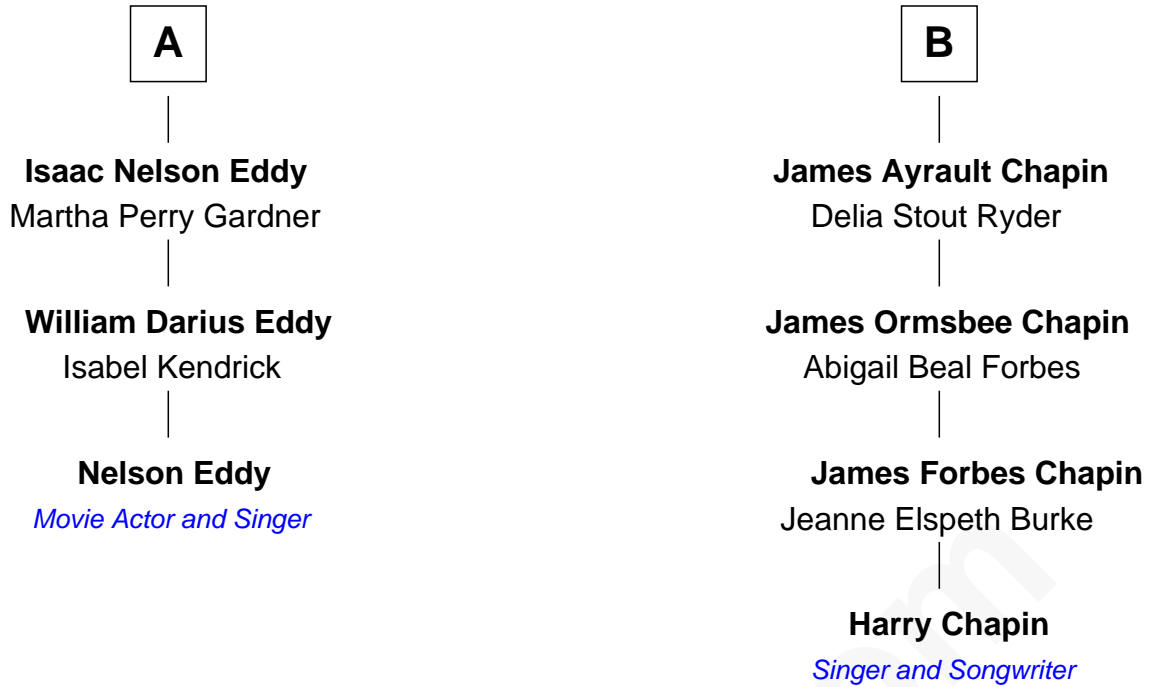 A
Isaac Nelson Eddy
Martha Perry Gardner
William Darius Eddy
Isabel Kendrick
Nelson Eddy
Movie Actor and Singer
B
James Ayrault Chapin
Delia Stout Ryder
James Ormsbee Chapin
Abigail Beal Forbes
James Forbes Chapin
Jeanne Elspeth Burke
Harry Chapin
Singer and Songwriter
om